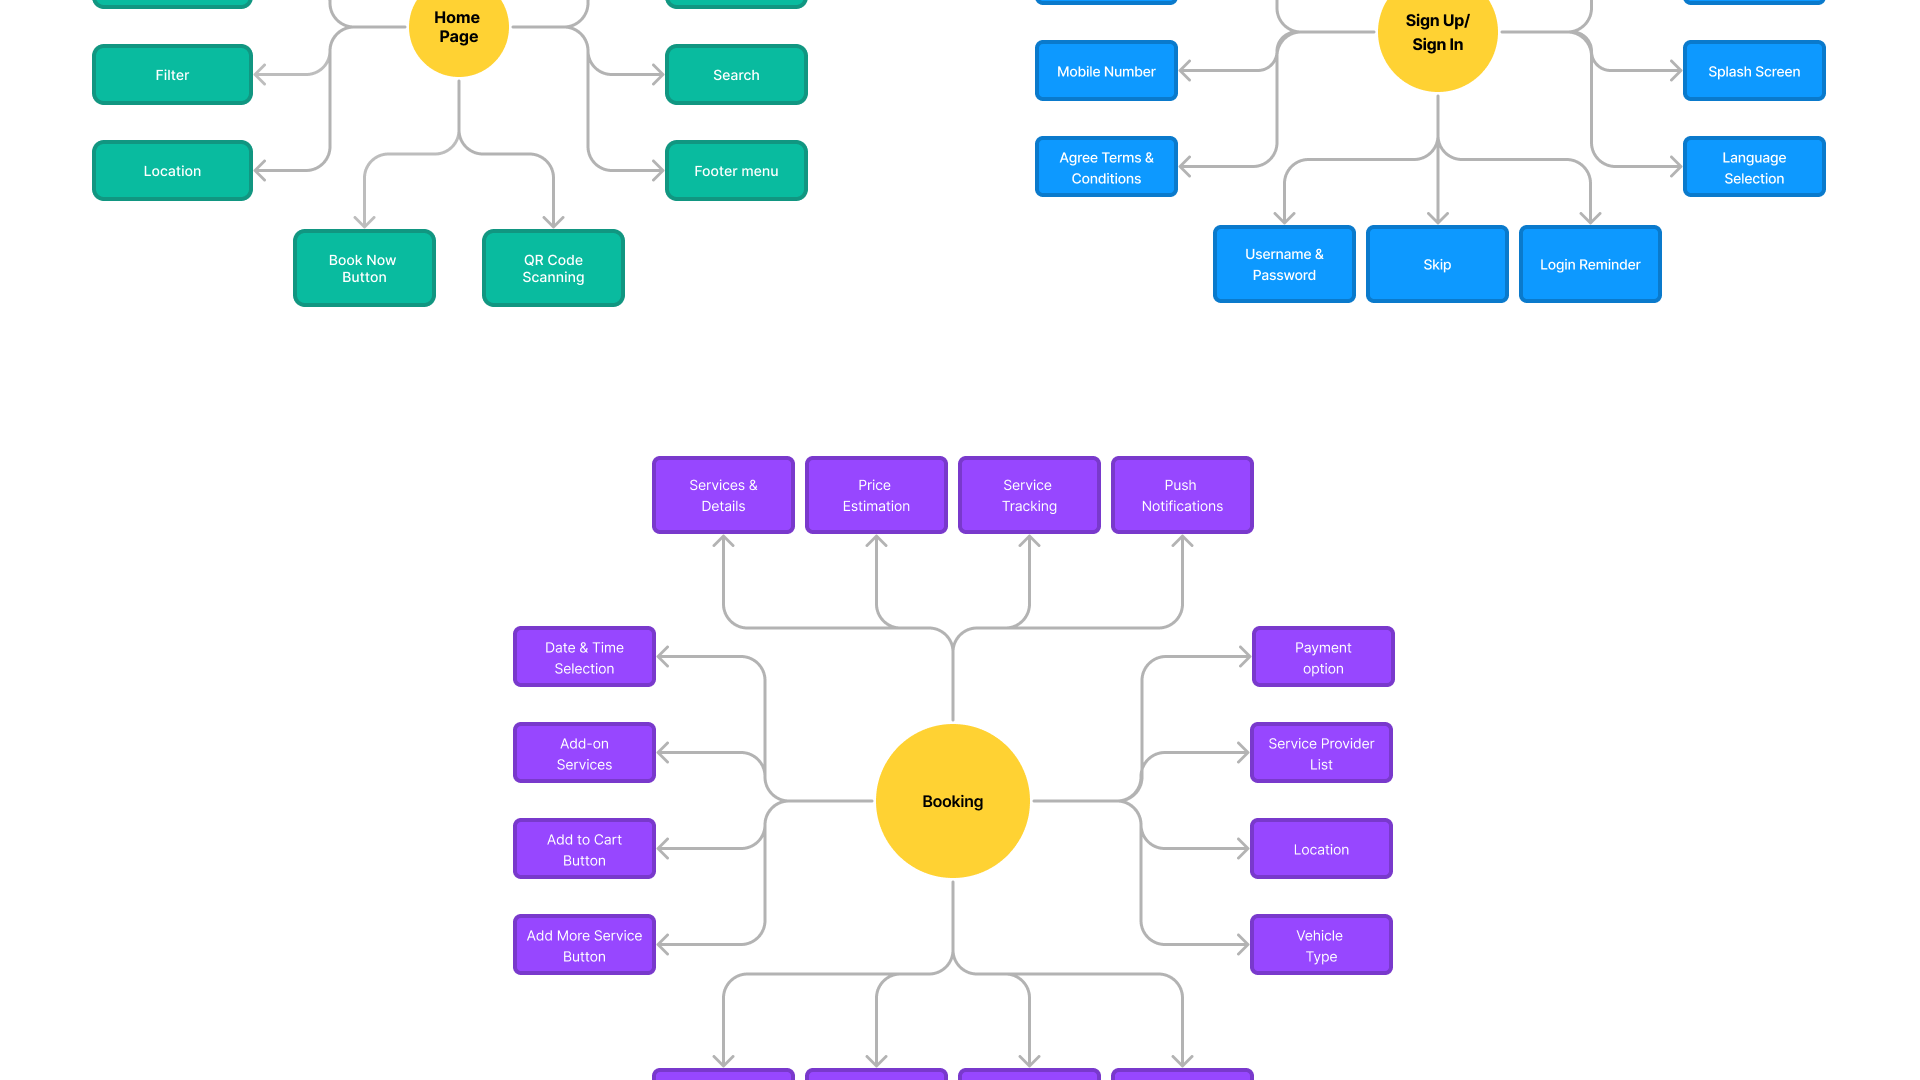 Home
Page
Filter
Search
Location
Footer menu
Book Now
Button
QR Code
Scanning
Sign Up/
Sign In
Mobile Number
Splash Screen
Agree Terms &
Conditions
Language
Selection
Username &
Password
Skip
Login Reminder
Services &
Details
Price
Estimation
Service
Tracking
Push
Notifications
Date & Time
Selection
Payment
option
Add-on
Services
Service Provider
List
Booking
Add to Cart
Button
Location
Add More Service
Button
Vehicle
Type